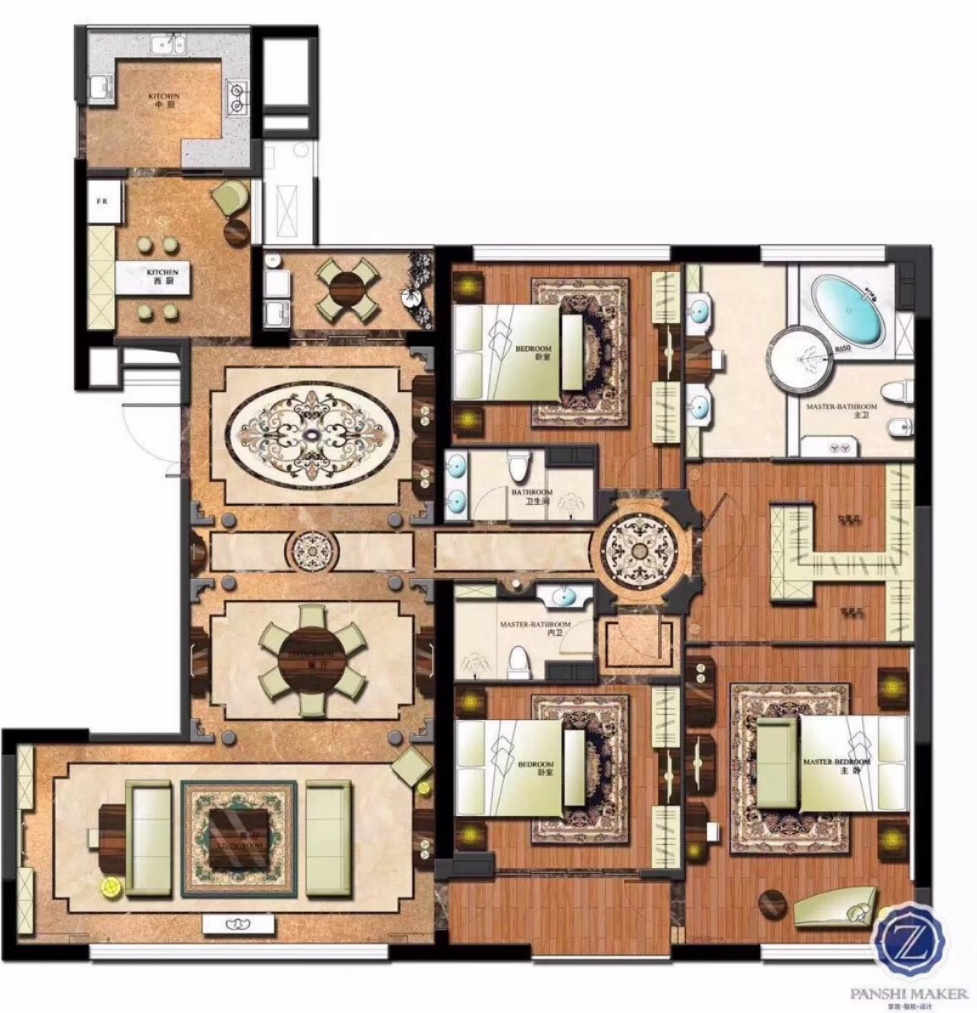 KITCHEN
中厨
FR
KITCHEN
西厨
BEDROOM
卧室
R650
MASTER-BATHROOM
主卫
BATHROOM
卫生间
MASTER-BATHROOM
内卫
餐厅
BEDROOM
卧室
MASTER-BEDROOM
主卧
客厅
LIVINGROOM
Z
PANSHI MAKER